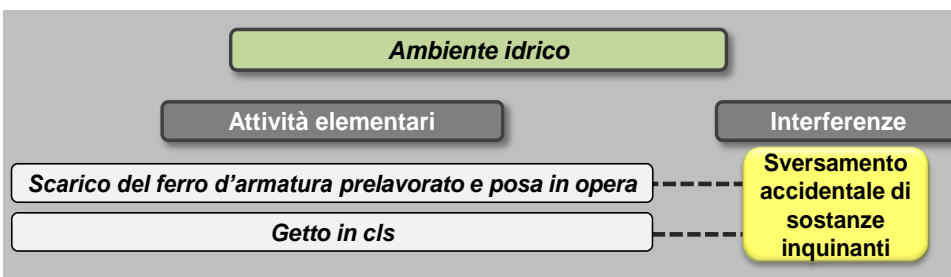 Ambiente idrico
Attività elementari
Interferenze
Scarico del ferro d'armatura prelavorato e posa in opera
Getto in cls
Sversamento
accidentale di
sostanze
inquinanti